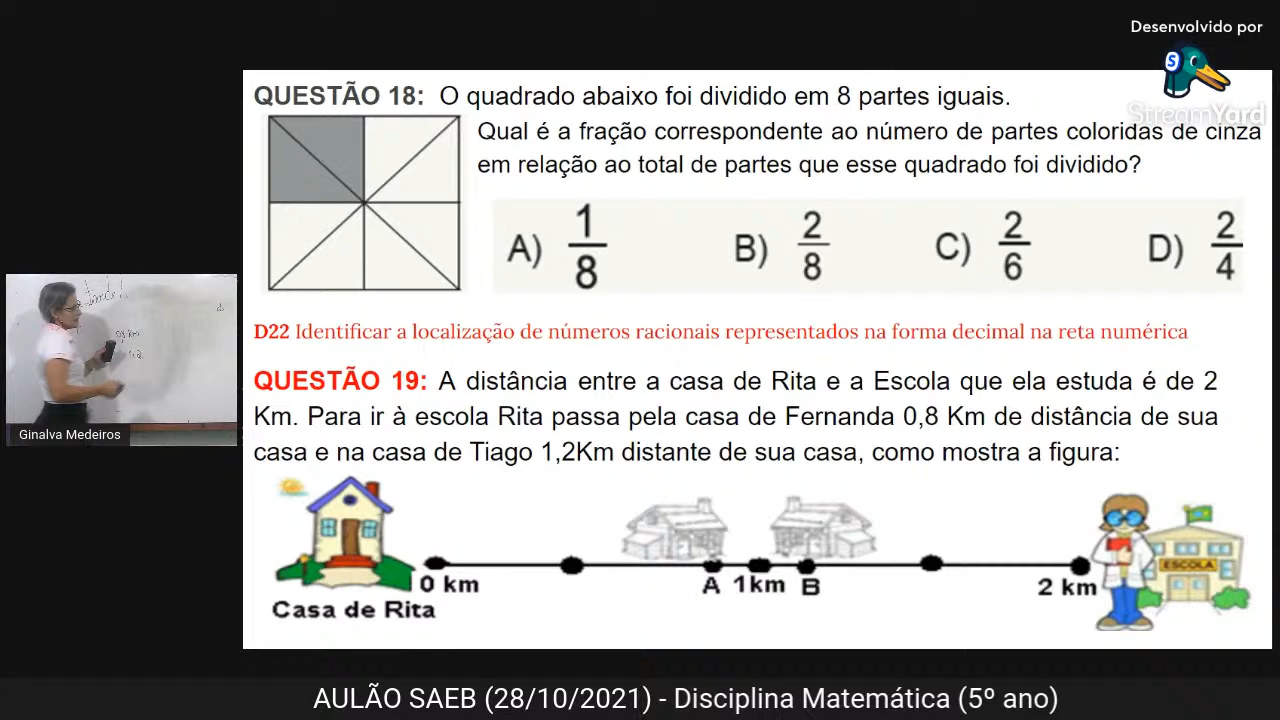 Desenvolvido por
S
StreamYard
QUESTÃO 18: O quadrado abaixo foi dividido em 8 partes iguais.
Qual é a fração correspondente ao número de partes coloridas de cinza
em relação ao total de partes que esse quadrado foi dividido?
A) 1/8 B) 2/8 C) 2/6 D) 2/4
D22 Identificar a localização de números racionais representados na forma decimal na reta numérica
QUESTÃO 19: A distância entre a casa de Rita e a Escola que ela estuda é de 2
Km. Para ir à escola Rita passa pela casa de Fernanda 0,8 Km de distância de sua
casa e na casa de Tiago 1,2Km distante de sua casa, como mostra a figura:
ESCOLA
0 km A 1km B 2 km
Casa de Rita
Ginalva Medeiros
AULÃO SAEB (28/10/2021) - Disciplina Matemática (5º ano)